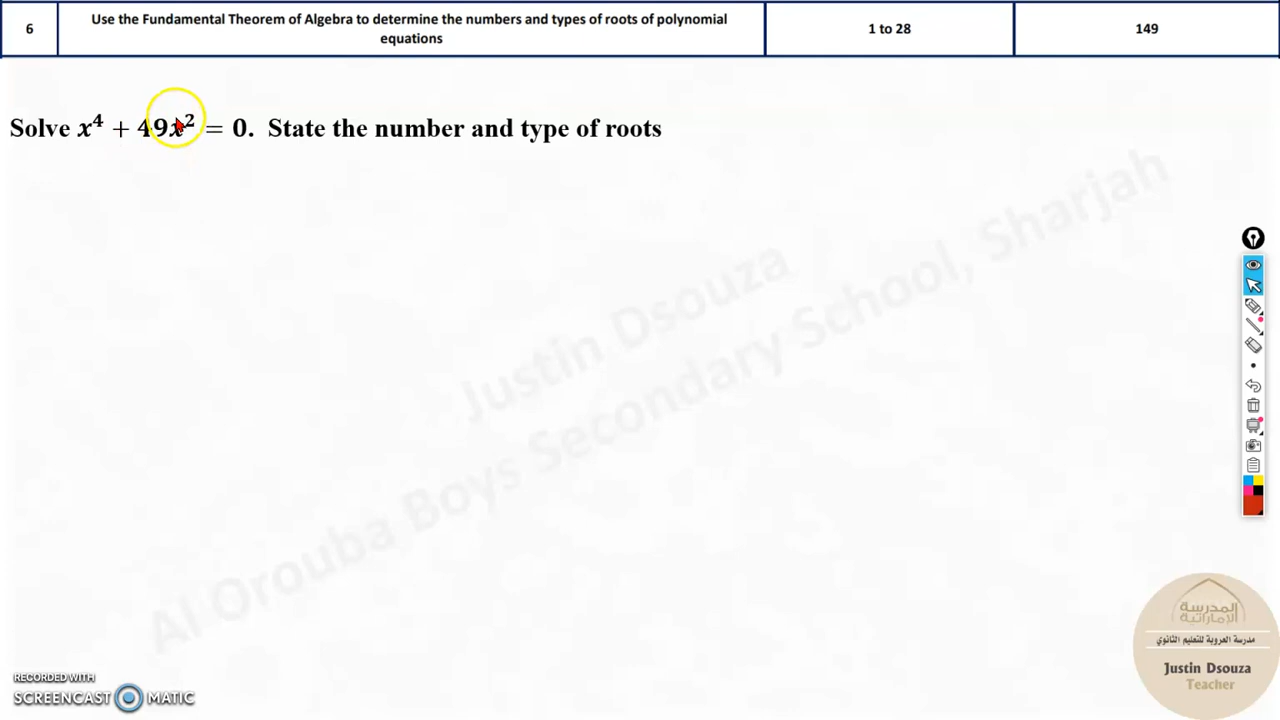 6
Use the Fundamental Theorem of Algebra to determine the numbers and types of roots of polynomial
equations
1 to 28
149
Solve x⁴ + 49x² = 0. State the number and type of roots
Justin Dsouza
Al Orouba Boys Secondary School, Sharjah
المدرسة
الإماراتية
مدرسة العروبة للتعليم الثانوي
Justin Dsouza
Teacher
RECORDED WITH
SCREENCAST MATIC